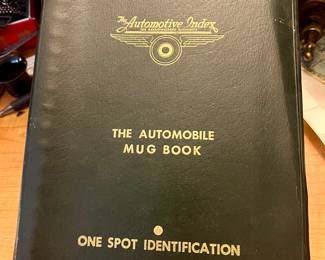 The Automotive Index
THE AUTOMOBILE
MUG BOOK
ONE SPOT IDENTIFICATION